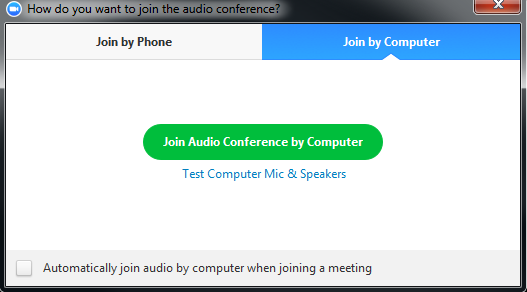 How do you want to join the audio conference?
Join by Phone
Join by Computer
Join Audio Conference by Computer
Test Computer Mic & Speakers
Automatically join audio by computer when joining a meeting